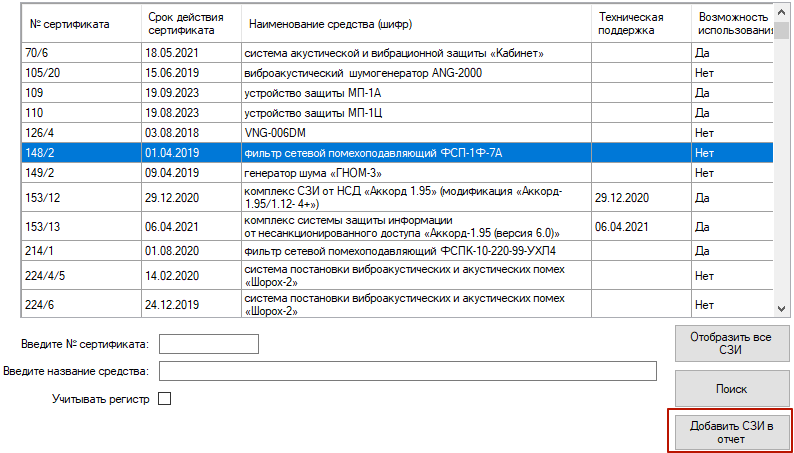 № сертификата
Срок действия
сертификата
Наименование средства (шифр)
Техническая
поддержка
Возможность
использования
70/6 18.05.2021 система акустической и вибрационной защиты «Кабинет» Да
105/20 15.06.2019 виброакустический шумогенератор ANG-2000 Нет
109 19.09.2023 устройство защиты МП-1А Да
110 19.08.2023 устройство защиты МП-1Ц Да
126/4 03.08.2018 VNG-006DM Нет
148/2 01.04.2019 фильтр сетевой помехоподавляющий ФСП-1Ф-7А Нет
149/2 09.04.2019 генератор шума «ГНОМ-3» Нет
153/12 29.12.2020 комплекс СЗИ от НСД «Аккорд 1.95» (модификация «Аккорд-
1.95/1.12- 4+») 29.12.2020 Да
153/13 06.04.2021 комплекс системы защиты информации
от несанкционированного доступа «Аккорд-1.95 (версия 6.0)» 06.04.2021 Да
214/1 01.08.2020 фильтр сетевой помехоподавляющий ФСПК-10-220-99-УХЛ4 Да
224/4/5 14.02.2020 система постановки виброакустических и акустических помех
«Шорох-2» Нет
224/6 24.12.2019 система постановки виброакустических и акустических помех
«Шорох-2» Нет
Введите № сертификата:
Отобразить все
СЗИ
Введите название средства:
Поиск
Учитывать регистр
Добавить СЗИ в
отчет